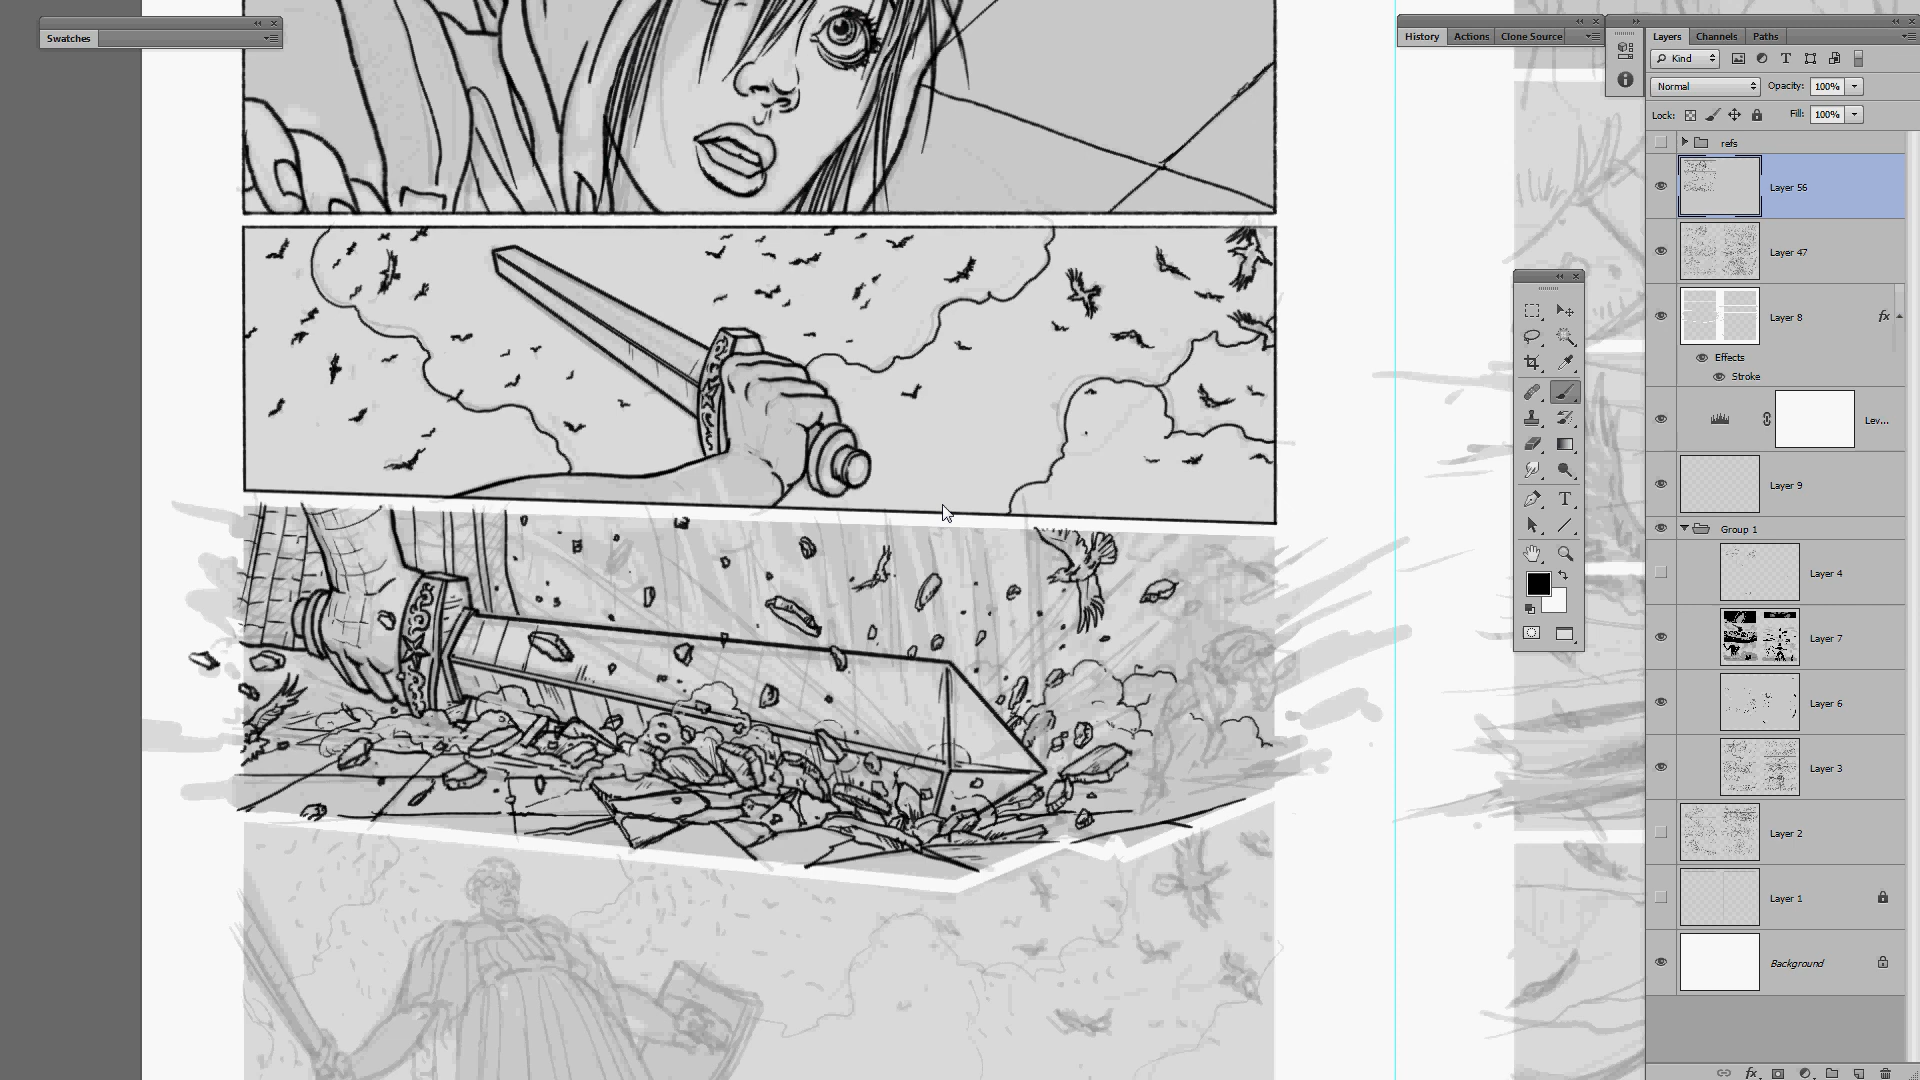 Swatches
History Actions Clone Source
Layers Channels Paths
Kind
Normal Opacity: 100%
Lock: Fill: 100%
refs
Layer 56
Layer 47
Layer 8 fx
Effects
Stroke
Lev...
Layer 9
Group 1
Layer 4
Layer 7
Layer 6
Layer 3
Layer 2
Layer 1
Background
fx